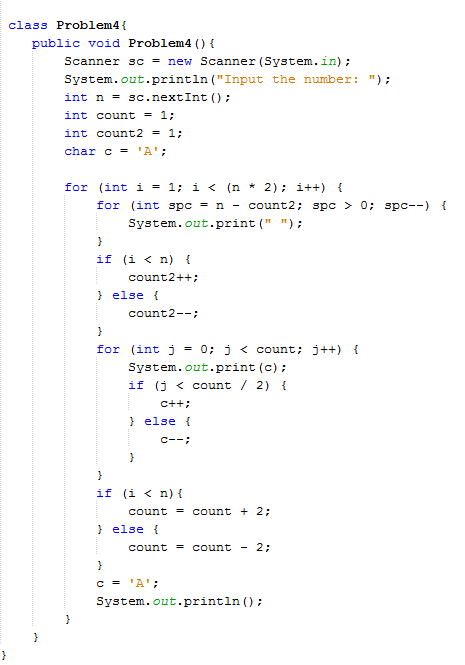 class Problem4{
    public void Problem4(){
        Scanner sc = new Scanner(System.in);
        System.out.println("Input the number: ");
        int n = sc.nextInt();
        int count = 1;
        int count2 = 1;
        char c = 'A';

        for (int i = 1; i < (n * 2); i++) {
            for (int spc = n - count2; spc > 0; spc--) {
                System.out.print(" ");
            }
            if (i < n) {
                count2++;
            } else {
                count2--;
            }
            for (int j = 0; j < count; j++) {
                System.out.print(c);
                if (j < count / 2) {
                    c++;
                } else {
                    c--;
                }
            }
            if (i < n){
                count = count + 2;
            } else {
                count = count - 2;
            }
            c = 'A';
            System.out.println();
        }
    }
}